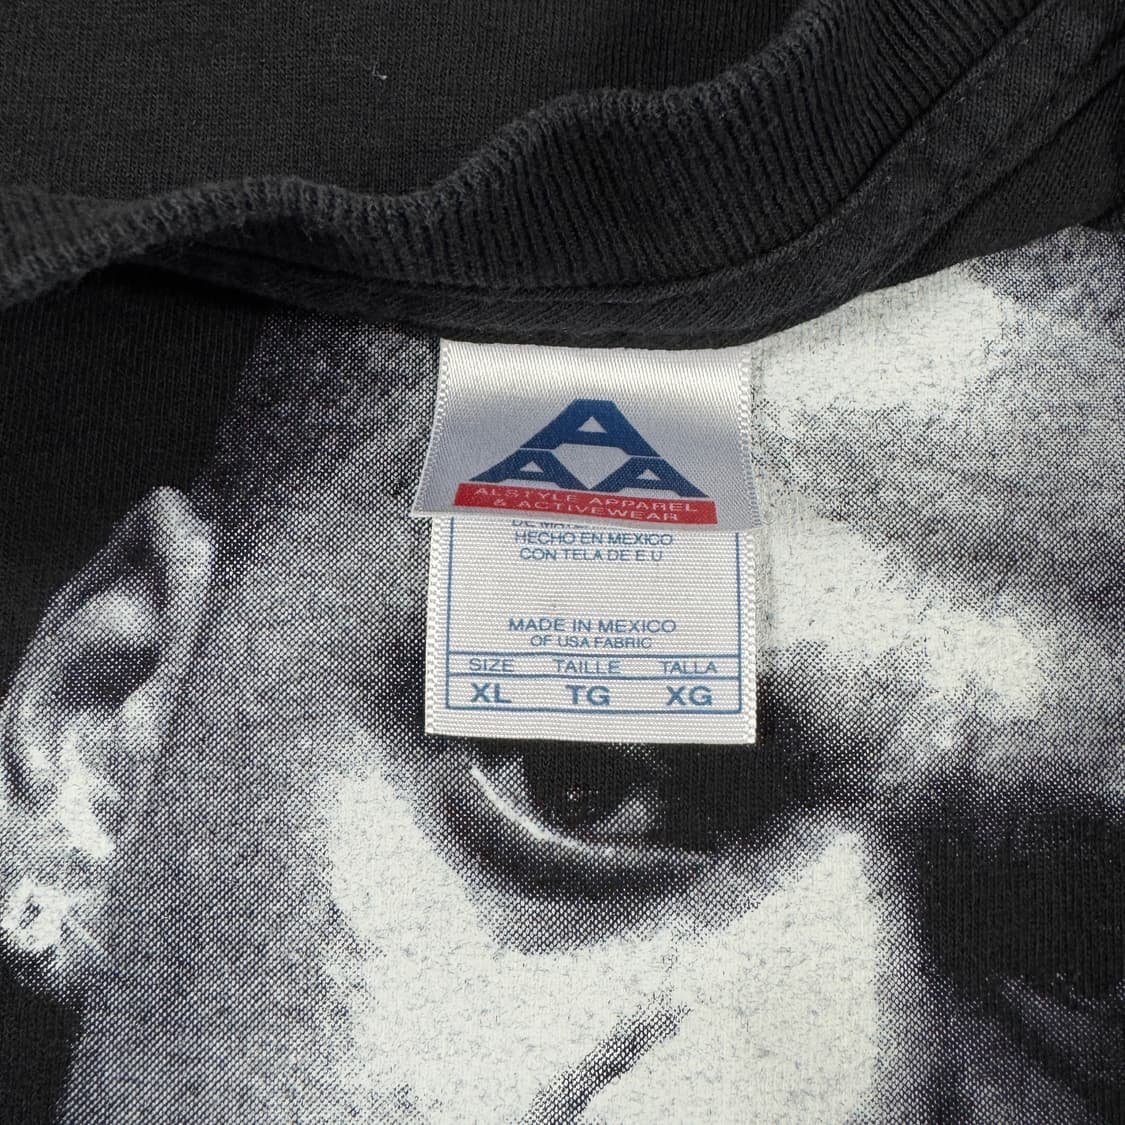 AAA
ALSTYLE APPAREL
& ACTIVEWEAR
HECHO EN MEXICO
CON TELA DE E.U
MADE IN MEXICO
OF USA FABRIC
SIZE TAILLE TALLA
XL TG XG